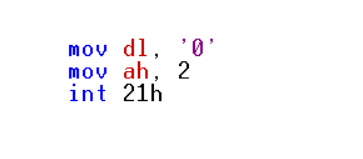 mov dl, '0'
mov ah, 2
int 21h